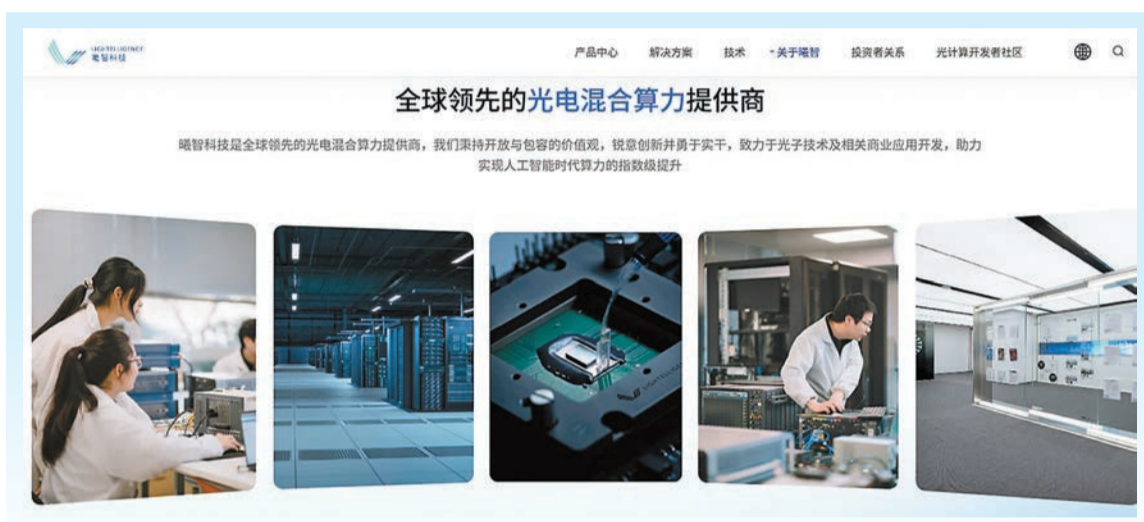 LIGHTELLIGENCE
曦智科技
产品中心 解决方案 技术 关于曦智 投资者关系 光计算开发者社区
全球领先的光电混合算力提供商
曦智科技是全球领先的光电混合算力提供商，我们秉持开放与包容的价值观，锐意创新并勇于实干，致力于光子技术及相关商业应用开发，助力
实现人工智能时代算力的指数级提升
LIGHTELLIGENCE